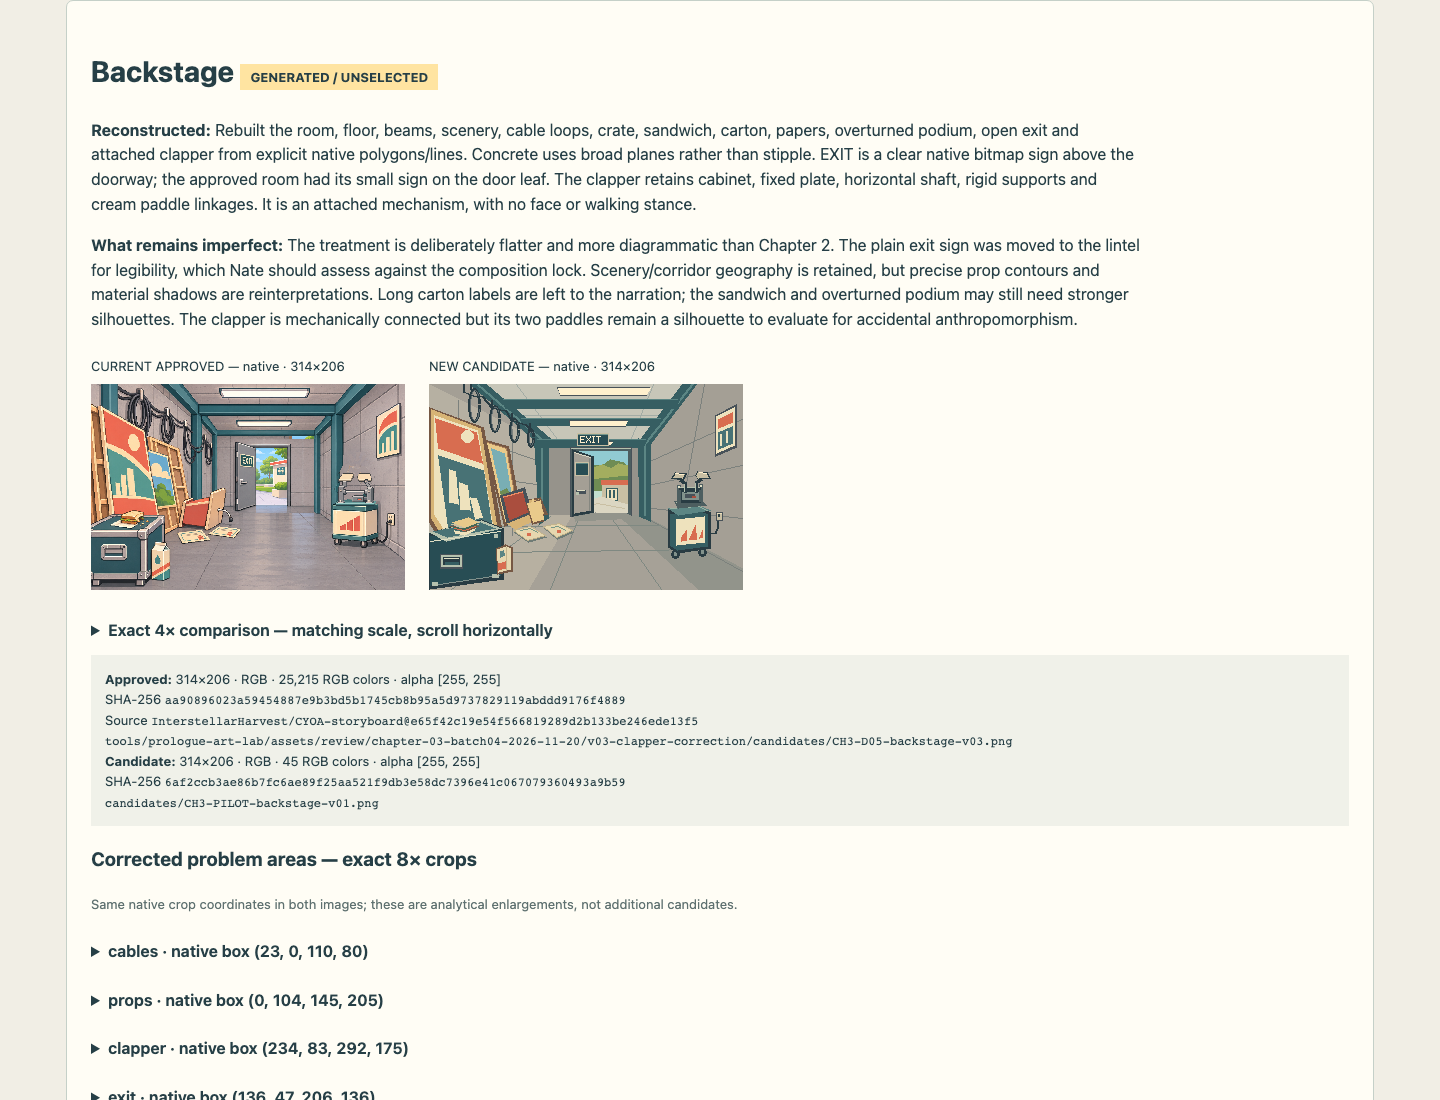 Backstage GENERATED / UNSELECTED
Reconstructed: Rebuilt the room, floor, beams, scenery, cable loops, crate, sandwich, carton, papers, overturned podium, open exit and
attached clapper from explicit native polygons/lines. Concrete uses broad planes rather than stipple. EXIT is a clear native bitmap sign above the
doorway; the approved room had its small sign on the door leaf. The clapper retains cabinet, fixed plate, horizontal shaft, rigid supports and
cream paddle linkages. It is an attached mechanism, with no face or walking stance.
What remains imperfect: The treatment is deliberately flatter and more diagrammatic than Chapter 2. The plain exit sign was moved to the lintel
for legibility, which Nate should assess against the composition lock. Scenery/corridor geography is retained, but precise prop contours and
material shadows are reinterpretations. Long carton labels are left to the narration; the sandwich and overturned podium may still need stronger
silhouettes. The clapper is mechanically connected but its two paddles remain a silhouette to evaluate for accidental anthropomorphism.
CURRENT APPROVED — native · 314×206
NEW CANDIDATE — native · 314×206
EXIT
EXIT
▶ Exact 4× comparison — matching scale, scroll horizontally
Approved: 314×206 · RGB · 25,215 RGB colors · alpha [255, 255]
SHA-256 aa90896023a59454887e9b3bd5b1745cb8b95a5d9737829119abddd9176f4889
Source InterstellarHarvest/CYOA-storyboard@e65f42c19e54f566819289d2b133be246ede13f5
tools/prologue-art-lab/assets/review/chapter-03-batch04-2026-11-20/v03-clapper-correction/candidates/CH3-D05-backstage-v03.png
Candidate: 314×206 · RGB · 45 RGB colors · alpha [255, 255]
SHA-256 6af2ccb3ae86b7fc6ae89f25aa521f9db3e58dc7396e41c067079360493a9b59
candidates/CH3-PILOT-backstage-v01.png
Corrected problem areas — exact 8× crops
Same native crop coordinates in both images; these are analytical enlargements, not additional candidates.
▶ cables · native box (23, 0, 110, 80)
▶ props · native box (0, 104, 145, 205)
▶ clapper · native box (234, 83, 292, 175)
▶ exit · native box (136, 47, 206, 136)